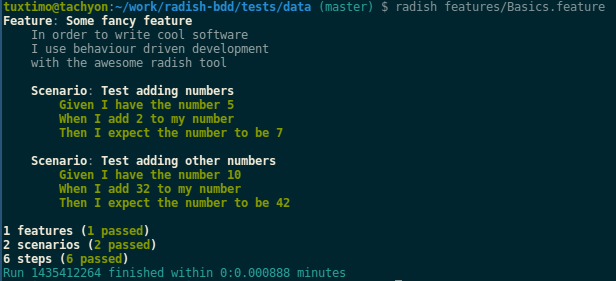 tuxtimo@tachyon:~/work/radish-bdd/tests/data (master) $ radish features/Basics.feature
Feature: Some fancy feature
    In order to write cool software
    I use behaviour driven development
    with the awesome radish tool

    Scenario: Test adding numbers
        Given I have the number 5
        When I add 2 to my number
        Then I expect the number to be 7

    Scenario: Test adding other numbers
        Given I have the number 10
        When I add 32 to my number
        Then I expect the number to be 42

1 features (1 passed)
2 scenarios (2 passed)
6 steps (6 passed)
Run 1435412264 finished within 0:0.000888 minutes